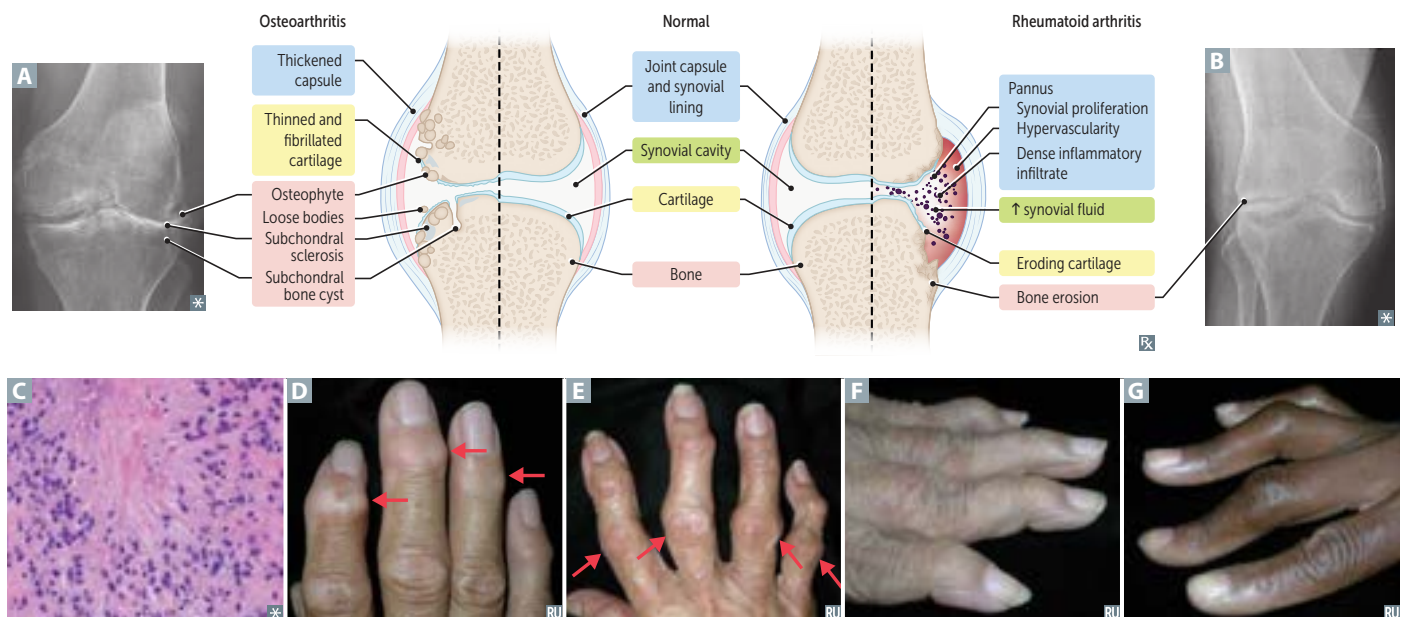 Osteoarthritis
Normal
Rheumatoid arthritis
A
Thickened
capsule
Thinned and
fibrillated
cartilage
Osteophyte
Loose bodies
Subchondral
sclerosis
Subchondral
bone cyst
Joint capsule
and synovial
lining
Synovial cavity
Cartilage
Bone
Pannus
Synovial proliferation
Hypervascularity
Dense inflammatory
infiltrate
↑ synovial fluid
Eroding cartilage
Bone erosion
B
Rx
C
D
RU
E
RU
F
RU
G
RU